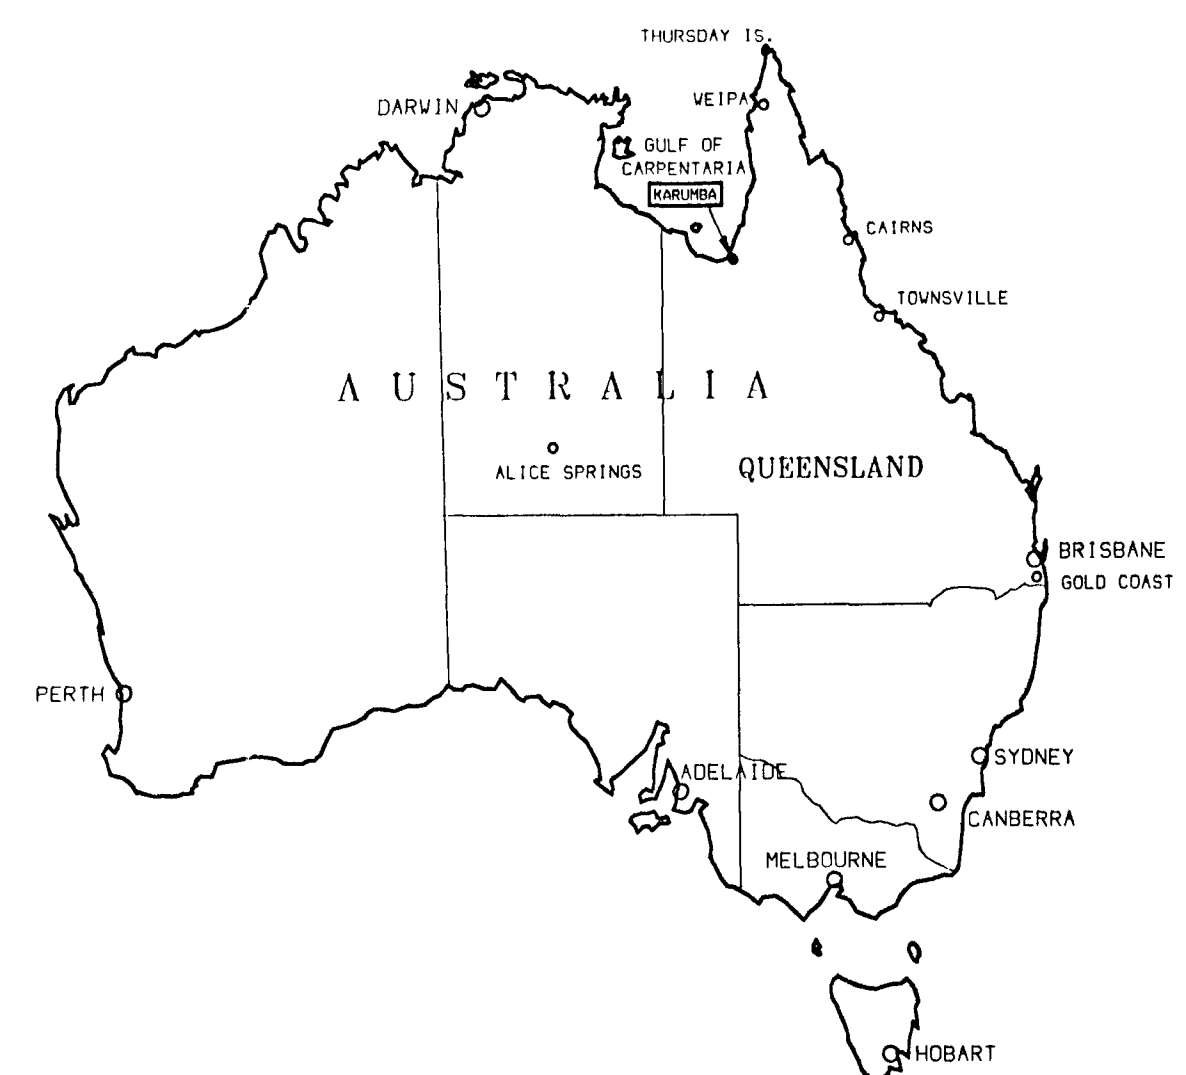 THURSDAY IS.
WEIPA
DARWIN
GULF OF
CARPENTARIA
KARUMBA
CAIRNS
TOWNSVILLE
AUSTRALIA
ALICE SPRINGS
QUEENSLAND
BRISBANE
GOLD COAST
PERTH
SYDNEY
ADELAIDE
CANBERRA
MELBOURNE
HOBART